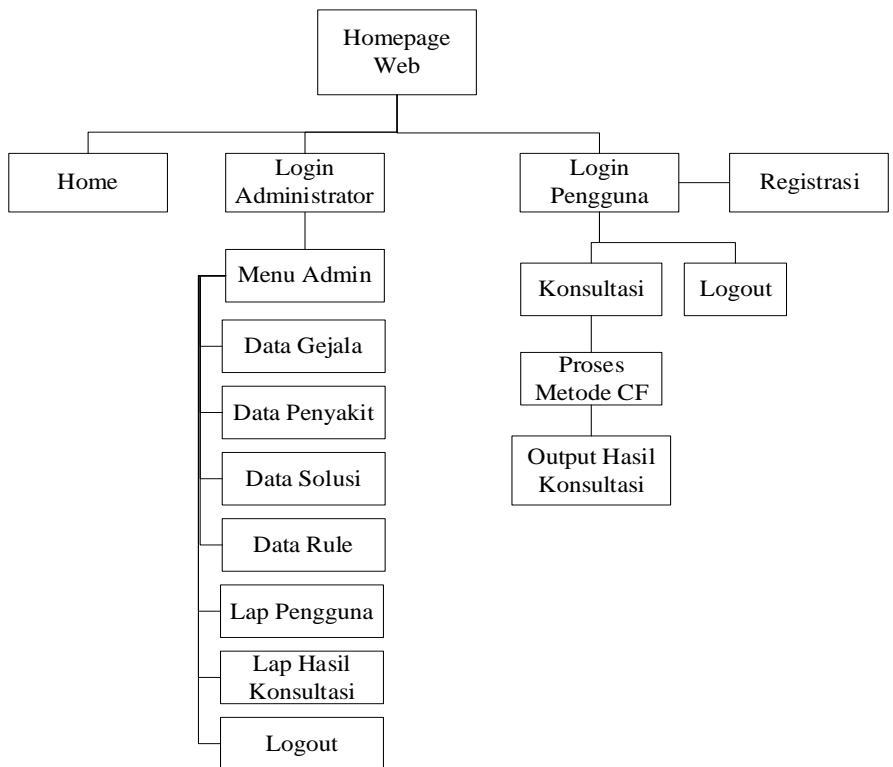 Homepage
Web
Home
Login
Administrator
Login
Pengguna
Registrasi
Menu Admin
Konsultasi
Logout
Data Gejala
Proses
Metode CF
Data Penyakit
Output Hasil
Konsultasi
Data Solusi
Data Rule
Lap Pengguna
Lap Hasil
Konsultasi
Logout